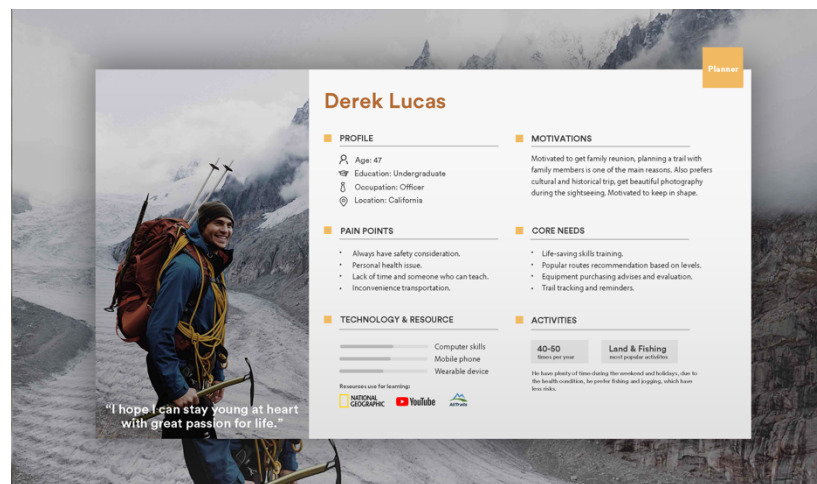 Planner
Derek Lucas
PROFILE
Age: 47
Education: Undergraduate
Occupation: Officer
Location: California
MOTIVATIONS
Motivated to get family reunion, planning a trail with
family members is one of the main reasons. Also prefers
cultural and historical trip, get beautiful photography
during the sightseeing. Motivated to keep in shape.
PAIN POINTS
Always have safety consideration.
Personal health issue.
Lack of time and someone who can teach.
Inconvenience transportation.
CORE NEEDS
Life-saving skills training.
Popular routes recommendation based on levels.
Equipment purchasing advises and evaluation.
Trail tracking and reminders.
TECHNOLOGY & RESOURCE
Computer skills
Mobile phone
Wearable device
Resources use for learning:
NATIONAL
GEOGRAPHIC
YouTube
AllTrails
ACTIVITIES
40-50
times per year
Land & Fishing
most popular activities
He have plenty of time during the weekend and holidays, due to
the health condition, he prefer fishing and jogging, which have
less risks.
“I hope I can stay young at heart
with great passion for life.”